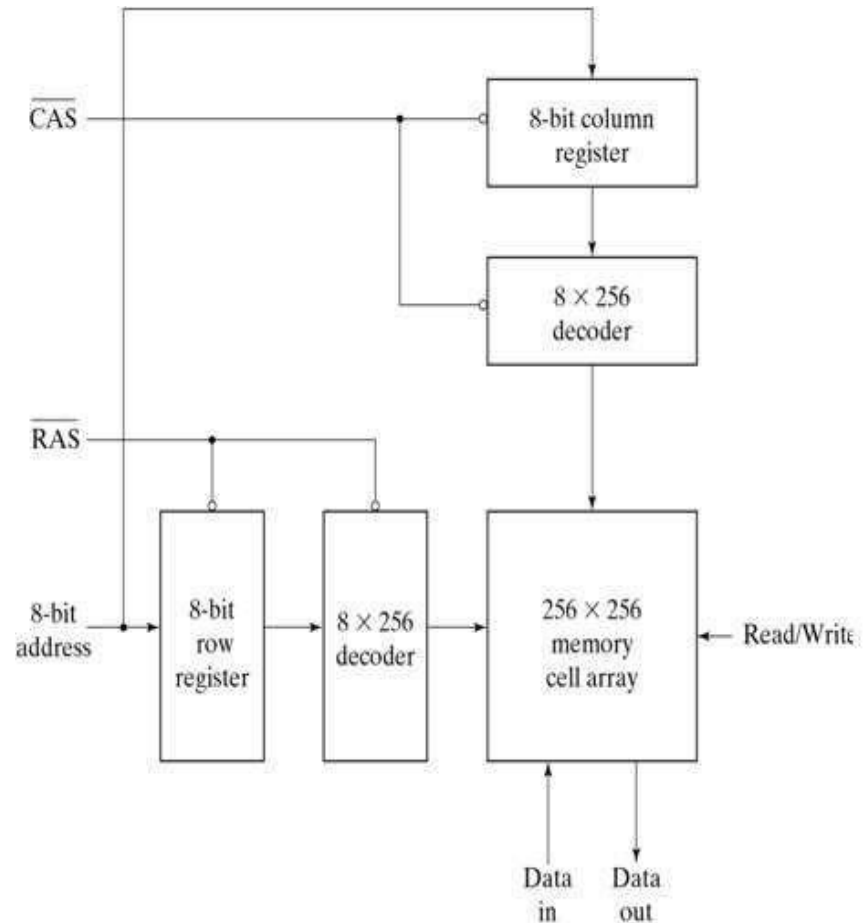 CAS
8-bit column
register
8 × 256
decoder
RAS
8-bit
address
8-bit
row
register
8 × 256
decoder
256 × 256
memory
cell array
Read/Write
Data
in
Data
out